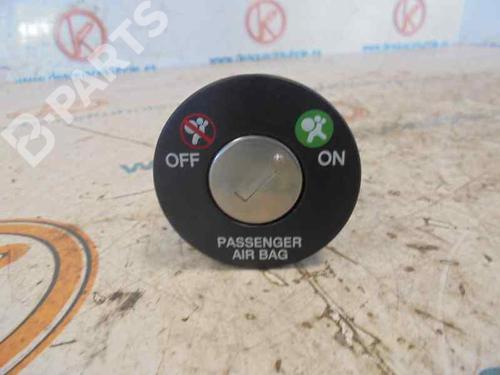 B-PARTS
OFF
ON
PASSENGER
AIR BAG